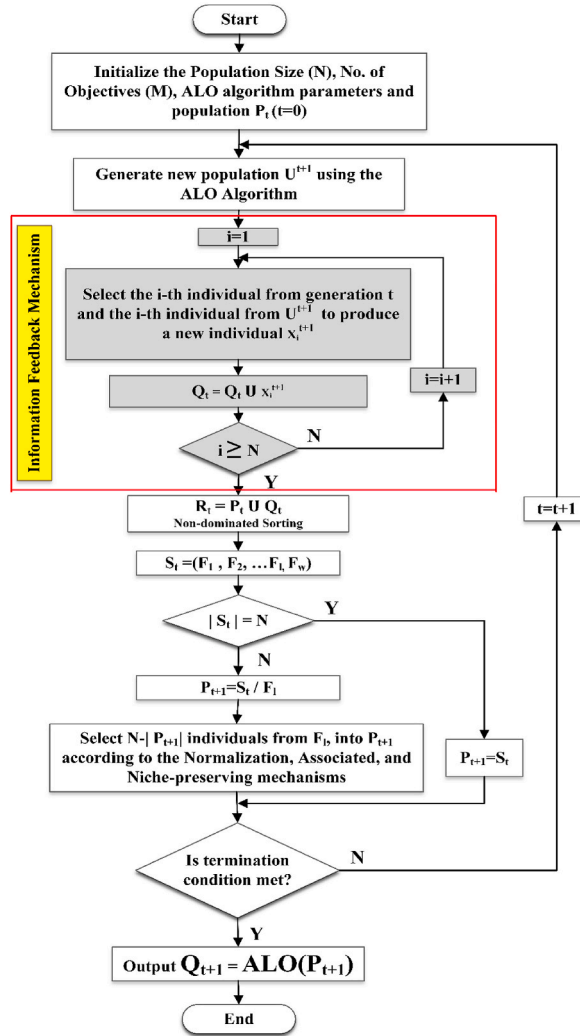 Start
Initialize the Population Size (N), No. of
Objectives (M), ALO algorithm parameters and
population Pₜ (t=0)
Generate new population Uᵗ⁺¹ using the
ALO Algorithm
Information Feedback Mechanism
i=1
Select the i-th individual from generation t
and the i-th individual from Uᵗ⁺¹ to produce
a new individual xᵢᵗ⁺¹
i=i+1
Qₜ = Qₜ U xᵢᵗ⁺¹
i ≥ N
N
Y
Rₜ = Pₜ U Qₜ
Non-dominated Sorting
t=t+1
Sₜ =(F₁ , F₂, …Fₗ, F_w)
| Sₜ | = N
Y
N
Pₜ₊₁=Sₜ / Fₗ
Select N-| Pₜ₊₁| individuals from Fₗ, into Pₜ₊₁
according to the Normalization, Associated, and
Niche-preserving mechanisms
Pₜ₊₁=Sₜ
Is termination
condition met?
N
Y
Output Qₜ₊₁ = ALO(Pₜ₊₁)
End